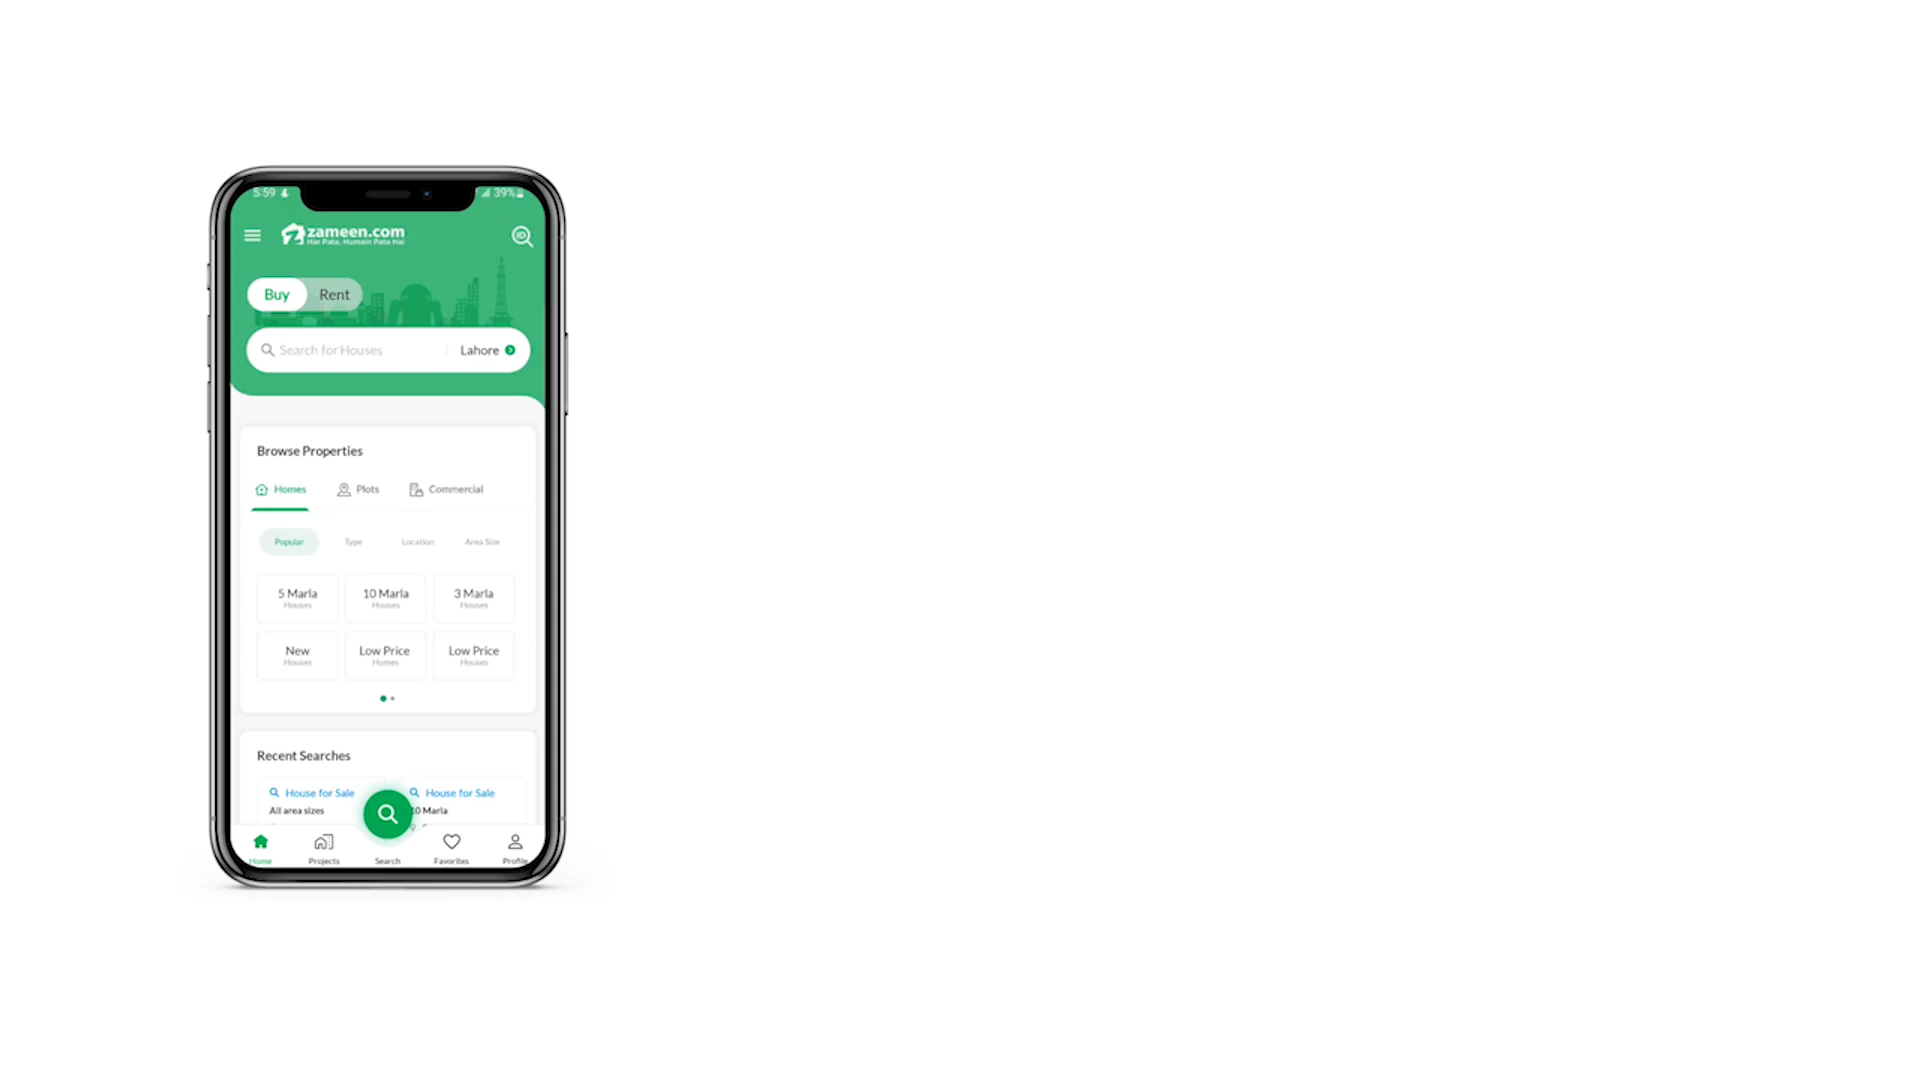 5:59 39%
zameen.com
Har Pata, Humain Pata Hai
ID
Buy Rent
Search for Houses Lahore
Browse Properties
Homes Plots Commercial
Popular Type Location Area Size
5 Marla 10 Marla 3 Marla
Houses Houses Houses
New Low Price Low Price
Houses Homes Houses
Recent Searches
House for Sale House for Sale
All area sizes 10 Marla
Home Projects Search Favorites Profile